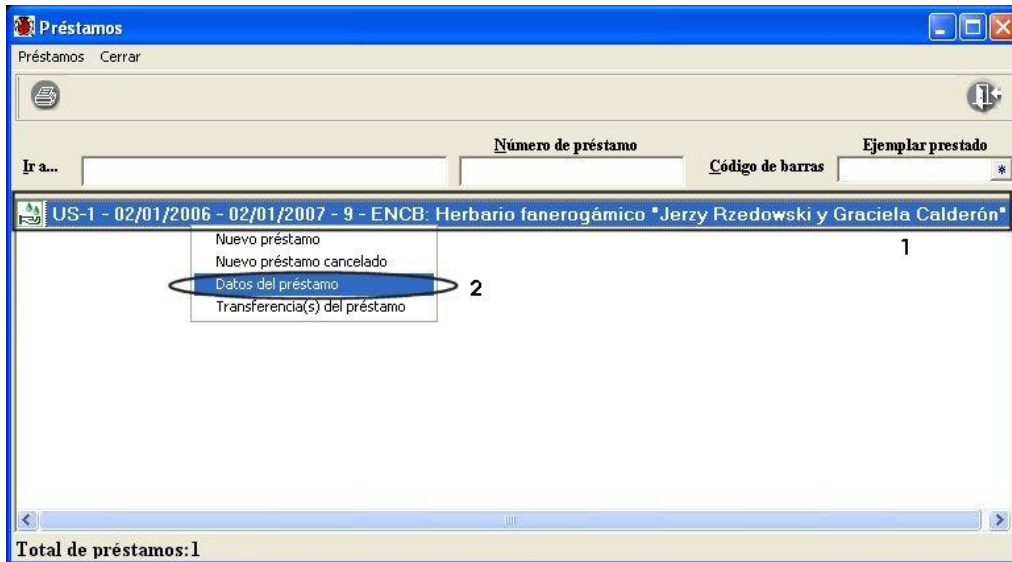 Préstamos
Préstamos Cerrar
Número de préstamo Ejemplar prestado
Ir a... Código de barras *
US-1 - 02/01/2006 - 02/01/2007 - 9 - ENCB: Herbario fanerogámico "Jerzy Rzedowski y Graciela Calderón"
1
Nuevo préstamo
Nuevo préstamo cancelado
Datos del préstamo 2
Transferencia(s) del préstamo
Total de préstamos:1